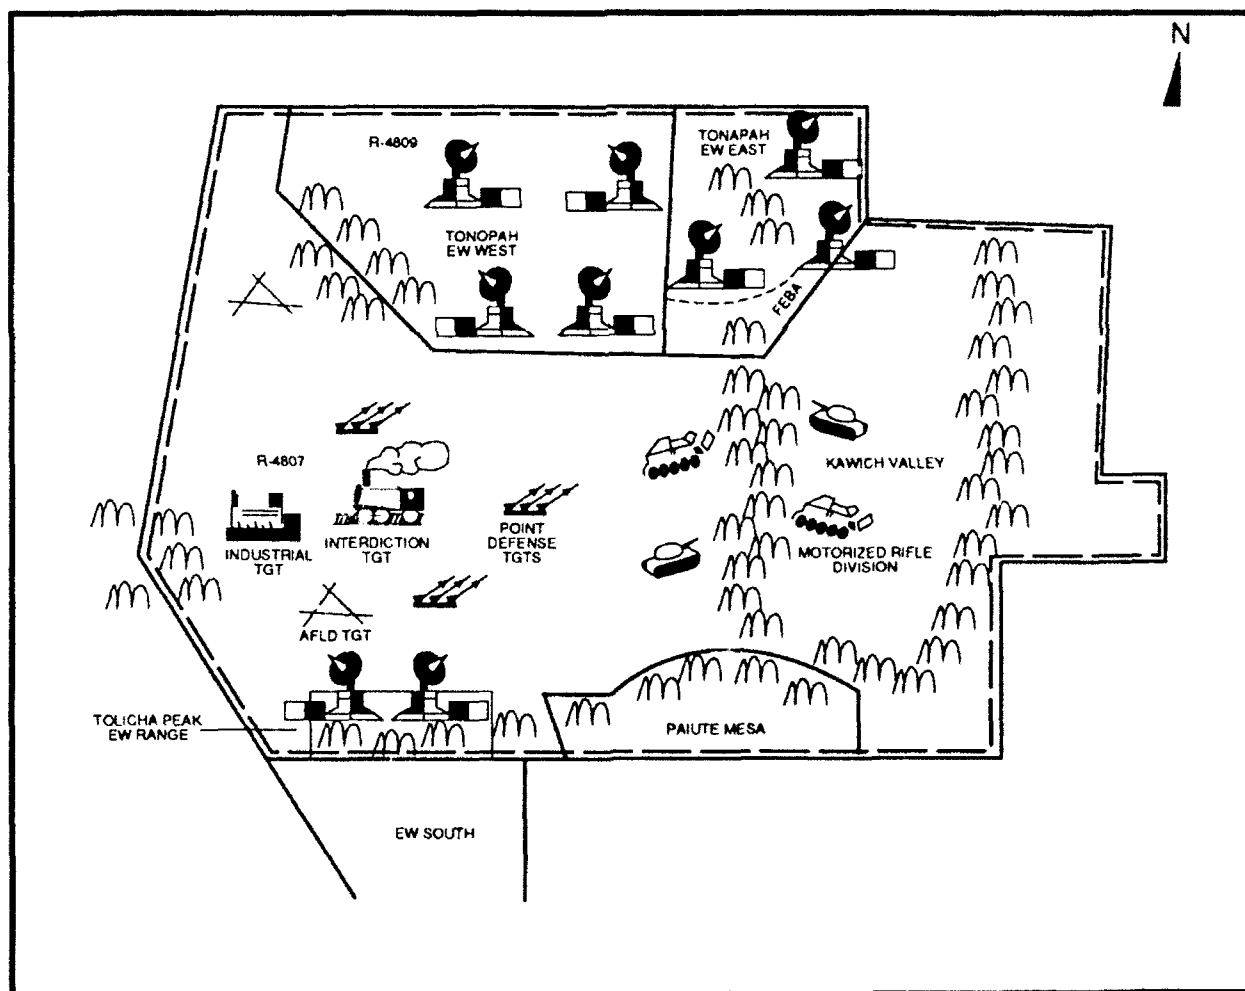 N
R-4809
TONAPAH
EW EAST
TONOPAH
EW WEST
FEBA
R-4807
KAWICH VALLEY
INDUSTRIAL
TGT
INTERDICTION
TGT
POINT
DEFENSE
TGTS
MOTORIZED RIFLE
DIVISION
AFLD TGT
TOLICHA PEAK
EW RANGE
PAIUTE MESA
EW SOUTH